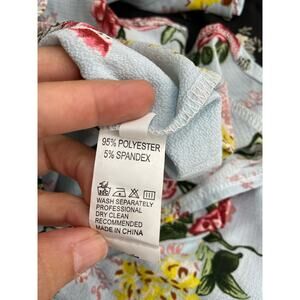 95% POLYESTER
5% SPANDEX
WASH SEPARATELY
PROFESSIONAL
DRY CLEAN
RECOMMENDED
MADE IN CHINA